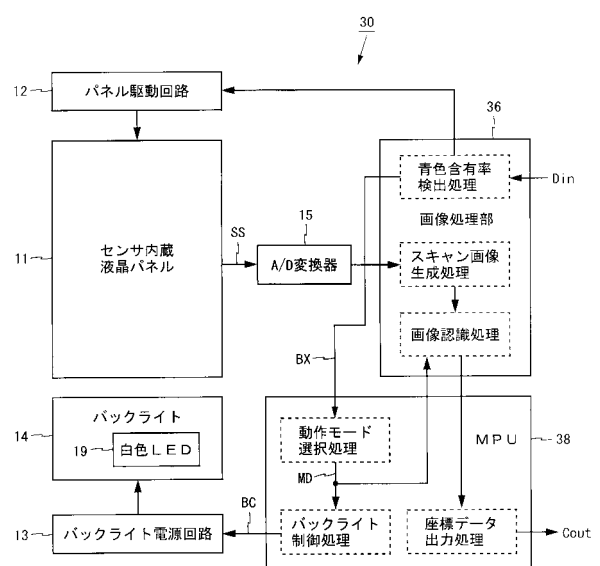 30
12
パネル駆動回路
36
青色含有率
検出処理
Din
画像処理部
15
SS
11
センサ内蔵
液晶パネル
A/D変換器
スキャン画像
生成処理
画像認識処理
BX
バックライト
14
19
白色LED
動作モード
選択処理
MPU
38
MD
BC
13
バックライト電源回路
バックライト
制御処理
座標データ
出力処理
Cout